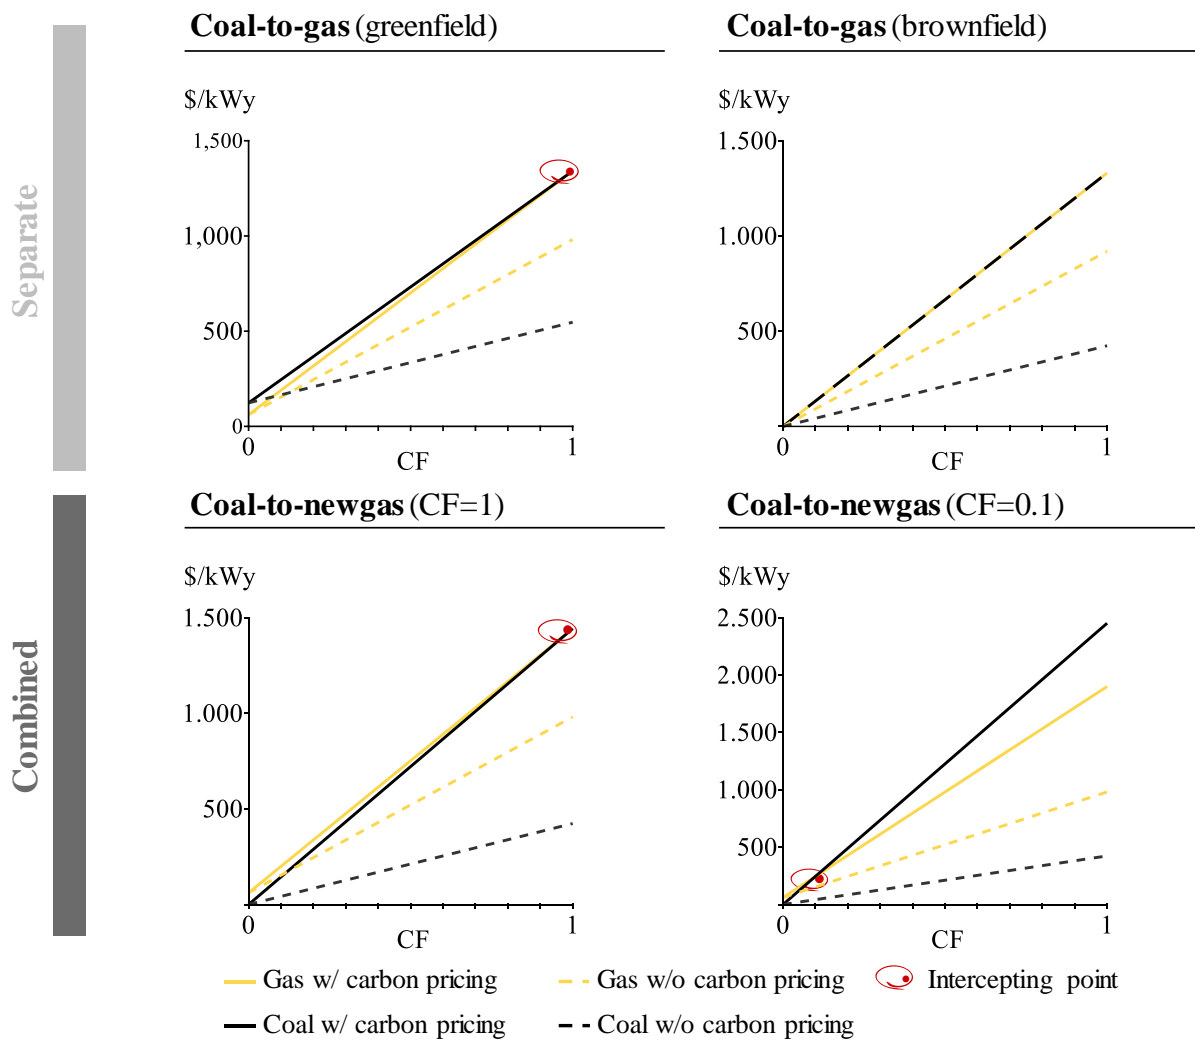 Coal-to-gas (greenfield)
Coal-to-gas (brownfield)
Separate
$/kWy
1,500
1,000
500
0
0
CF
1
$/kWy
1.500
1.000
500
0
0
CF
1
Coal-to-newgas (CF=1)
Coal-to-newgas (CF=0.1)
Combined
$/kWy
1.500
1.000
500
0
CF
1
$/kWy
2.500
2.000
1.500
1.000
500
0
CF
1
Gas w/ carbon pricing
Gas w/o carbon pricing
Intercepting point
Coal w/ carbon pricing
Coal w/o carbon pricing